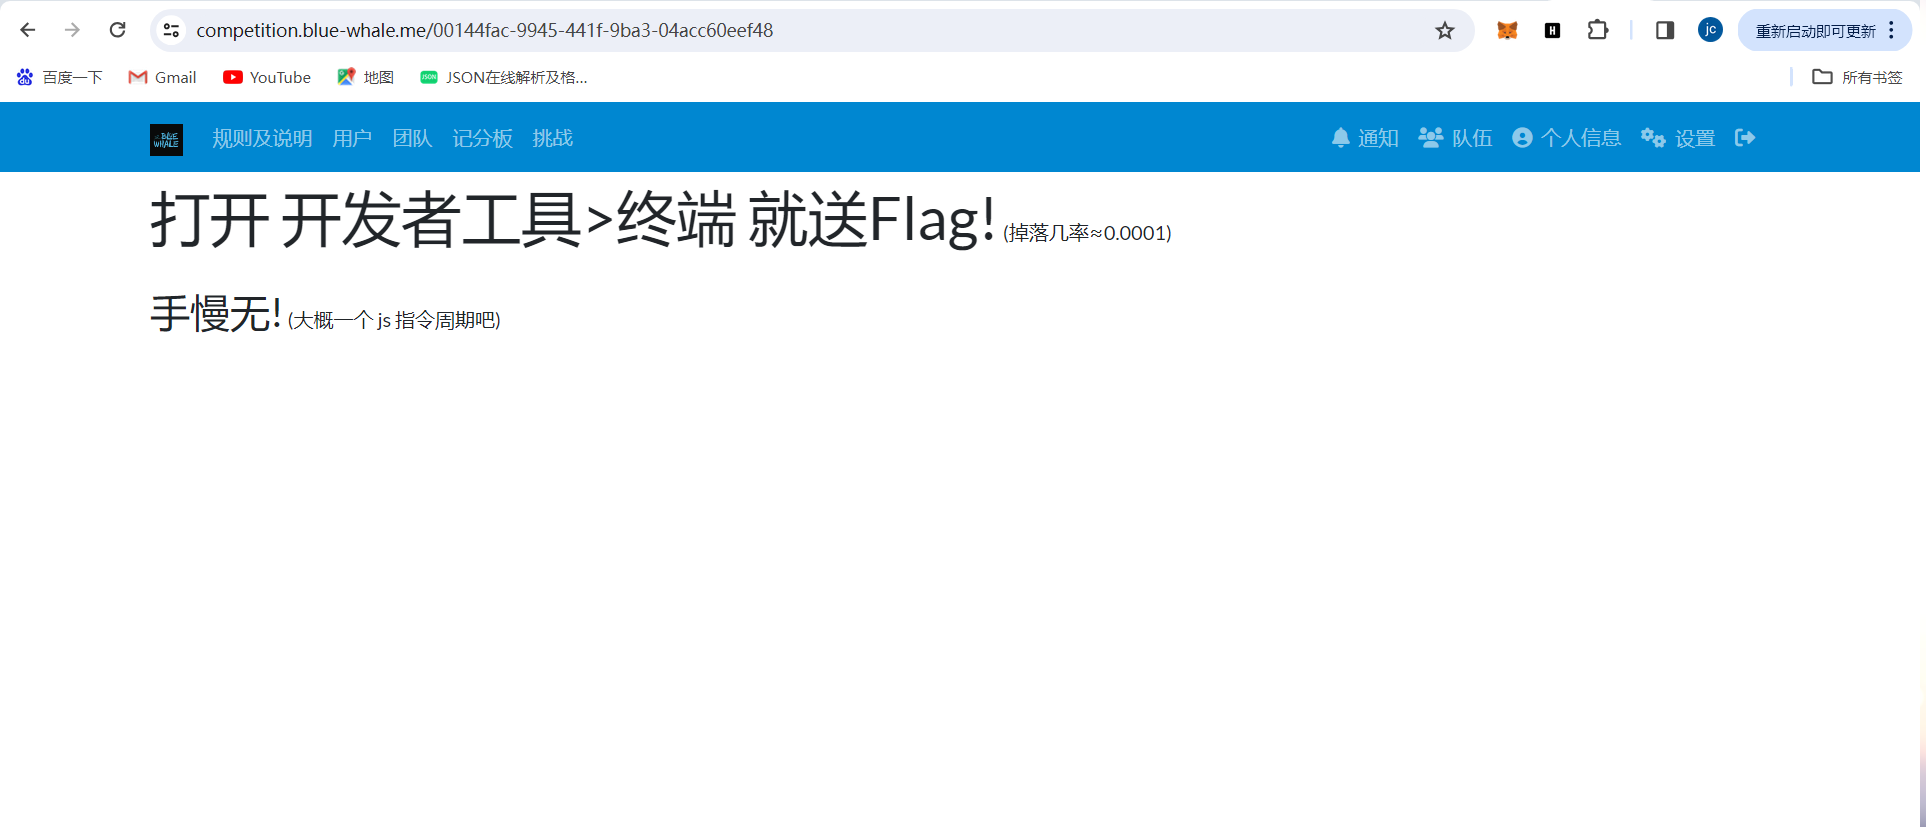 competition.blue-whale.me/00144fac-9945-441f-9ba3-04acc60eef48
jc
重新启动即可更新
百度一下
Gmail
YouTube
地图
JSON
JSON在线解析及格...
所有书签
BLUE WHALE
规则及说明
用户
团队
记分板
挑战
通知
队伍
个人信息
设置
打开 开发者工具>终端 就送Flag! (掉落几率≈0.0001)
手慢无! (大概一个 js 指令周期吧)